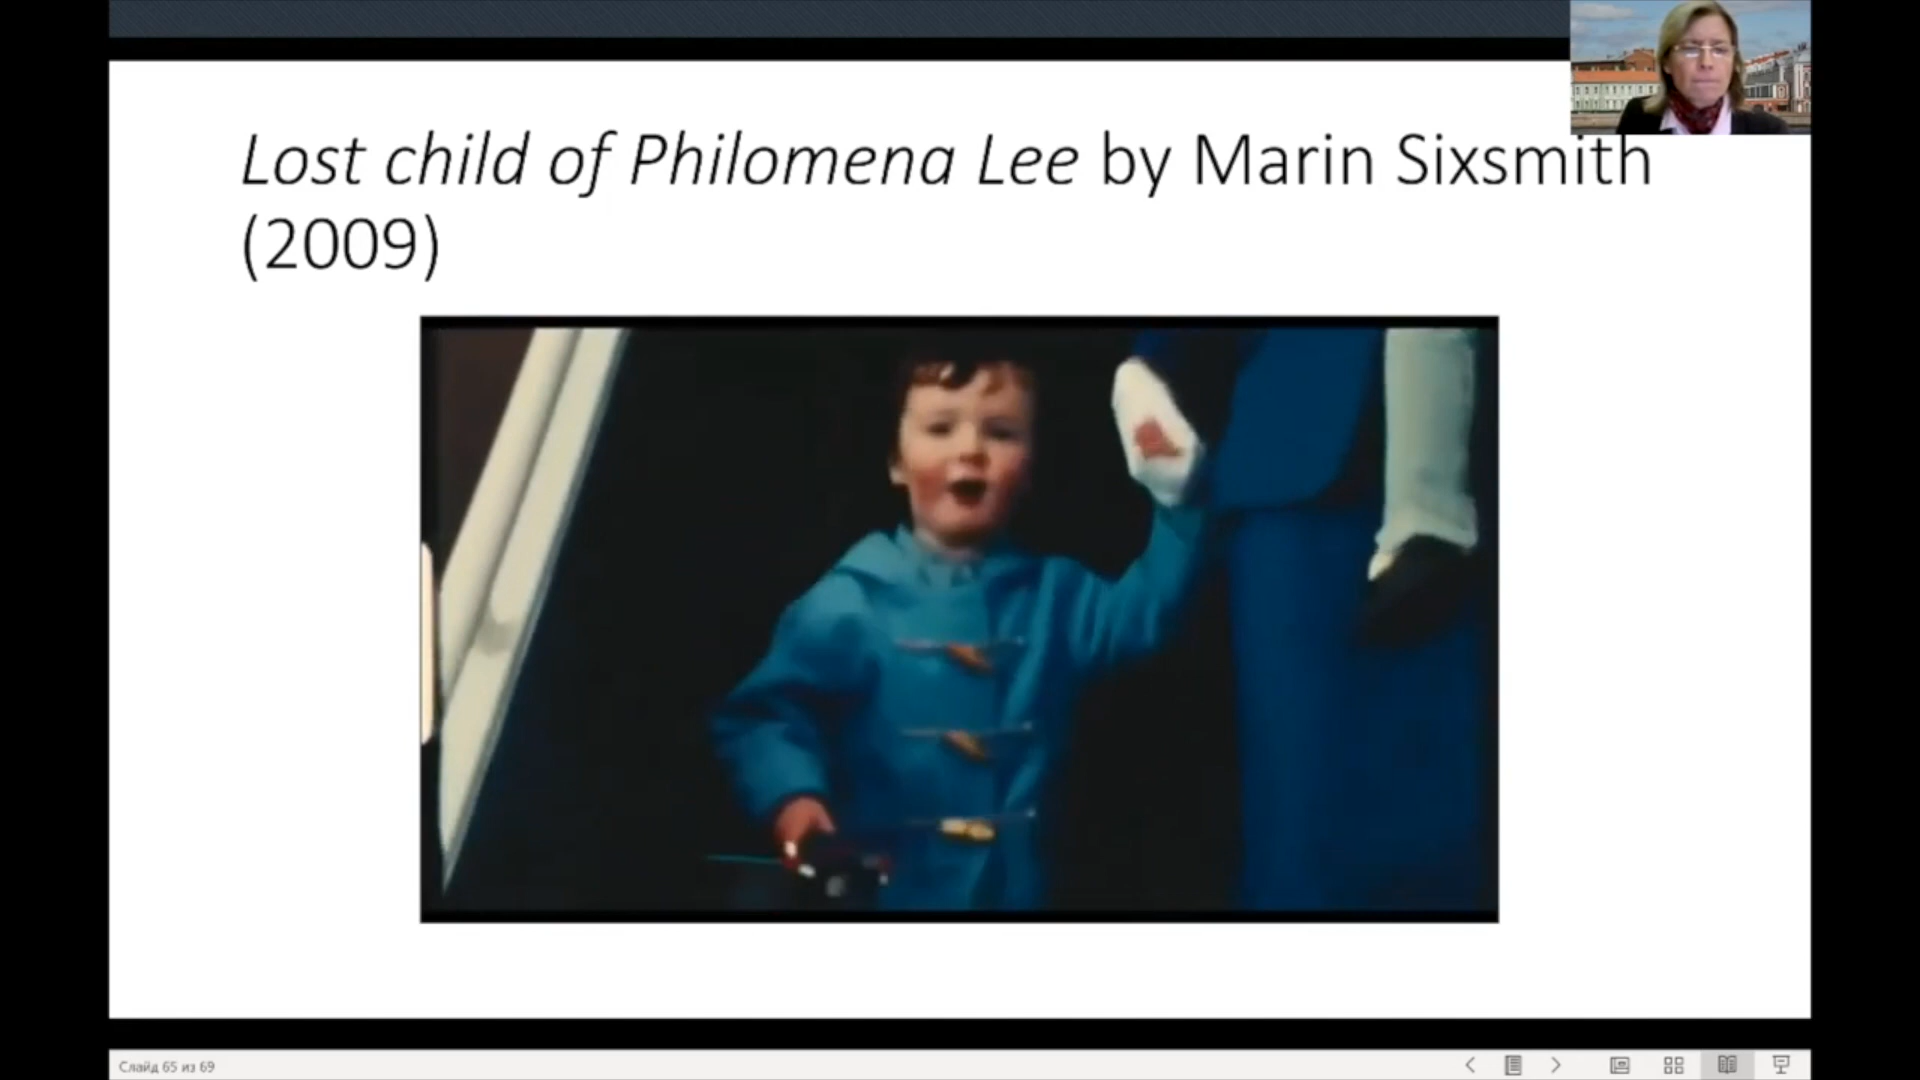 Lost child of Philomena Lee by Marin Sixsmith
(2009)
Слайд 65 из 69